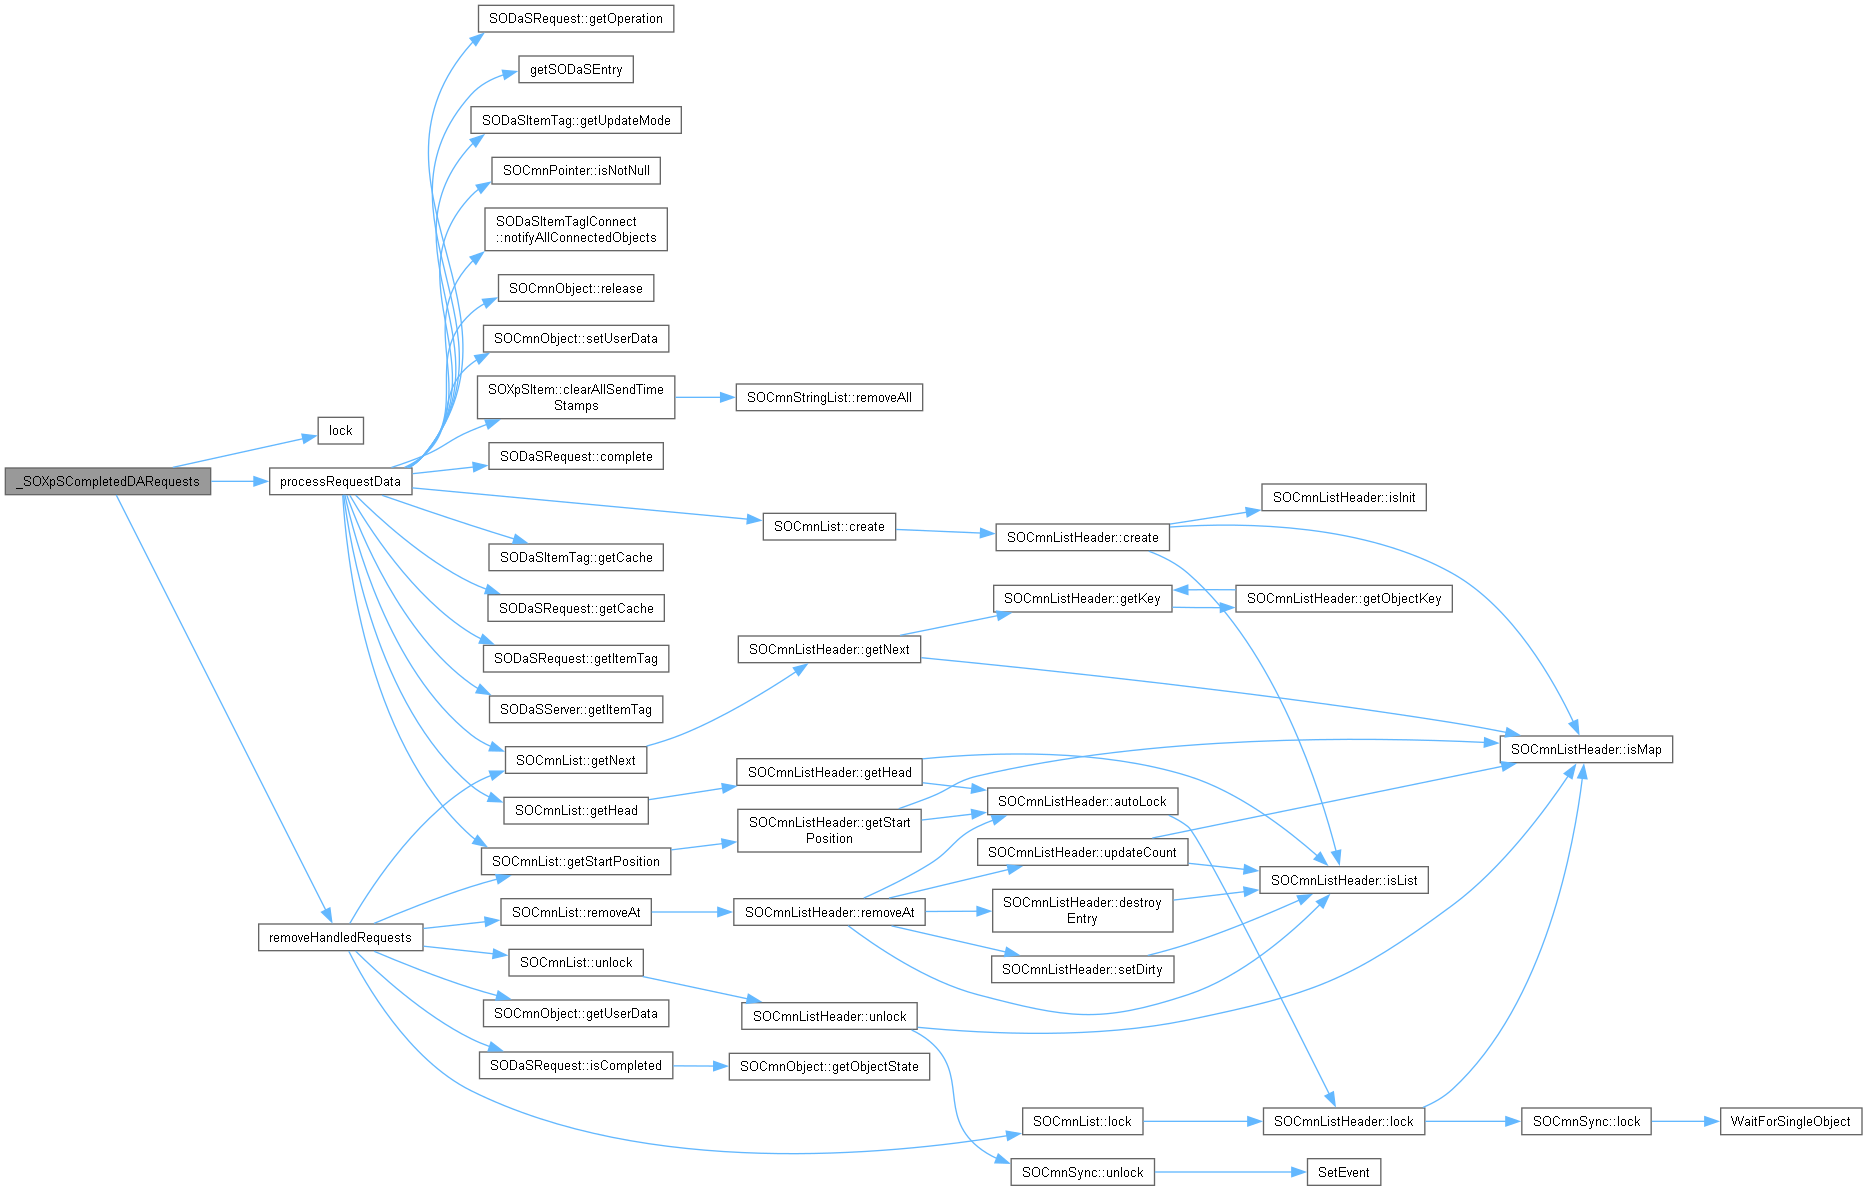 SODaSRequest::getOperation
getSODaSEntry
SODaSItemTag::getUpdateMode
SOCmnPointer::isNotNull
SODaSItemTagIConnect
::notifyAllConnectedObjects
SOCmnObject::release
SOCmnObject::setUserData
SOXpSItem::clearAllSendTime
Stamps
SOCmnStringList::removeAll
lock
SODaSRequest::complete
_SOXpSCompletedDARequests
processRequestData
SOCmnListHeader::isInit
SOCmnList::create
SOCmnListHeader::create
SODaSItemTag::getCache
SOCmnListHeader::getKey
SOCmnListHeader::getObjectKey
SODaSRequest::getCache
SOCmnListHeader::getNext
SODaSRequest::getItemTag
SODaSServer::getItemTag
SOCmnListHeader::isMap
SOCmnList::getNext
SOCmnListHeader::getHead
SOCmnListHeader::autoLock
SOCmnList::getHead
SOCmnListHeader::getStart
Position
SOCmnListHeader::updateCount
SOCmnList::getStartPosition
SOCmnListHeader::isList
SOCmnListHeader::destroy
Entry
SOCmnList::removeAt
SOCmnListHeader::removeAt
removeHandledRequests
SOCmnList::unlock
SOCmnListHeader::setDirty
SOCmnObject::getUserData
SOCmnListHeader::unlock
SODaSRequest::isCompleted
SOCmnObject::getObjectState
SOCmnList::lock
SOCmnListHeader::lock
SOCmnSync::lock
WaitForSingleObject
SOCmnSync::unlock
SetEvent